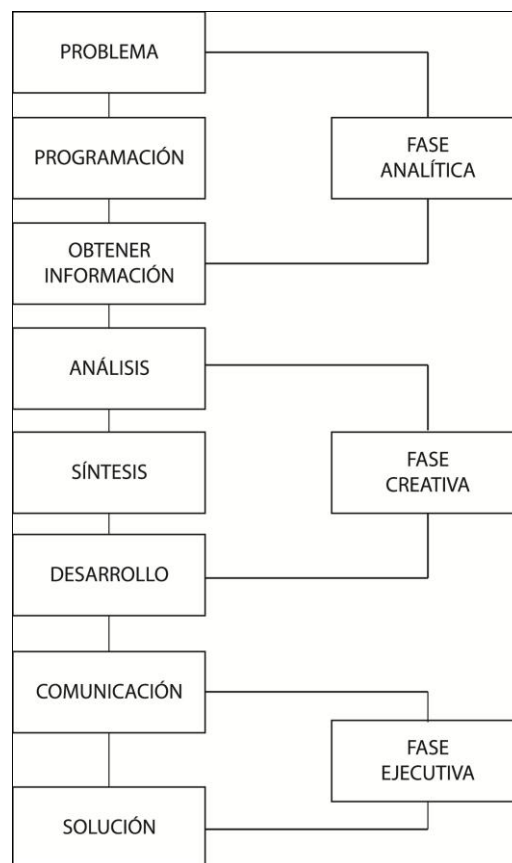 PROBLEMA
PROGRAMACIÓN
FASE
ANALÍTICA
OBTENER
INFORMACIÓN
ANÁLISIS
SÍNTESIS
FASE
CREATIVA
DESARROLLO
COMUNICACIÓN
FASE
EJECUTIVA
SOLUCIÓN